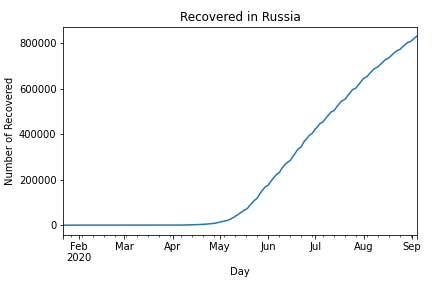 Recovered in Russia
Number of Recovered
800000
600000
400000
200000
0
Feb Mar Apr May Jun Jul Aug Sep
2020
Day